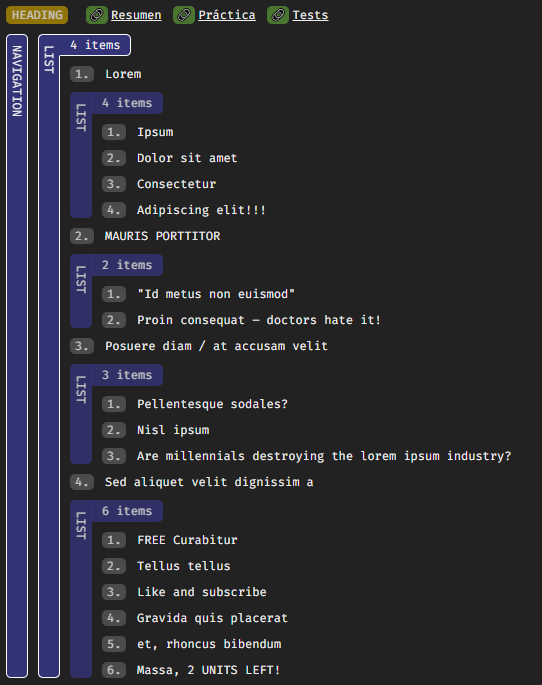 HEADING Resumen Práctica Tests
NAVIGATION
LIST
4 items
1. Lorem
LIST
4 items
1. Ipsum
2. Dolor sit amet
3. Consectetur
4. Adipiscing elit!!!
2. MAURIS PORTTITOR
LIST
2 items
1. "Id metus non euismod"
2. Proin consequat – doctors hate it!
3. Posuere diam / at accusam velit
LIST
3 items
1. Pellentesque sodales?
2. Nisl ipsum
3. Are millennials destroying the lorem ipsum industry?
4. Sed aliquet velit dignissim a
LIST
6 items
1. FREE Curabitur
2. Tellus tellus
3. Like and subscribe
4. Gravida quis placerat
5. et, rhoncus bibendum
6. Massa, 2 UNITS LEFT!